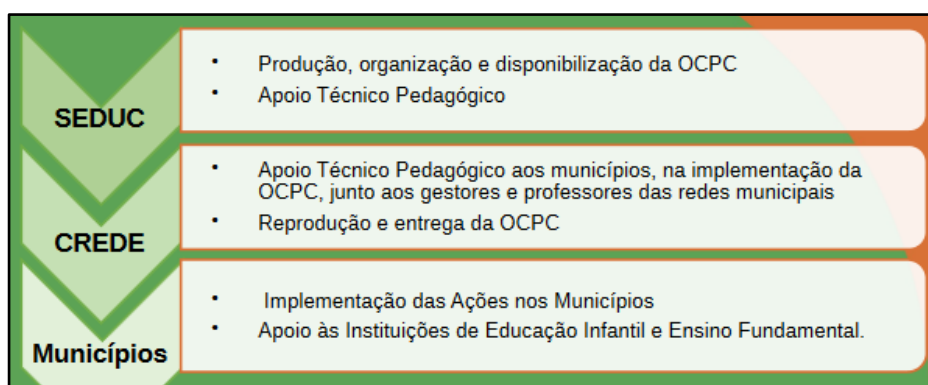 SEDUC
• Produção, organização e disponibilização da OCPC
• Apoio Técnico Pedagógico
CREDE
• Apoio Técnico Pedagógico aos municípios, na implementação da
OCPC, junto aos gestores e professores das redes municipais
• Reprodução e entrega da OCPC
Municípios
• Implementação das Ações nos Municípios
• Apoio às Instituições de Educação Infantil e Ensino Fundamental.